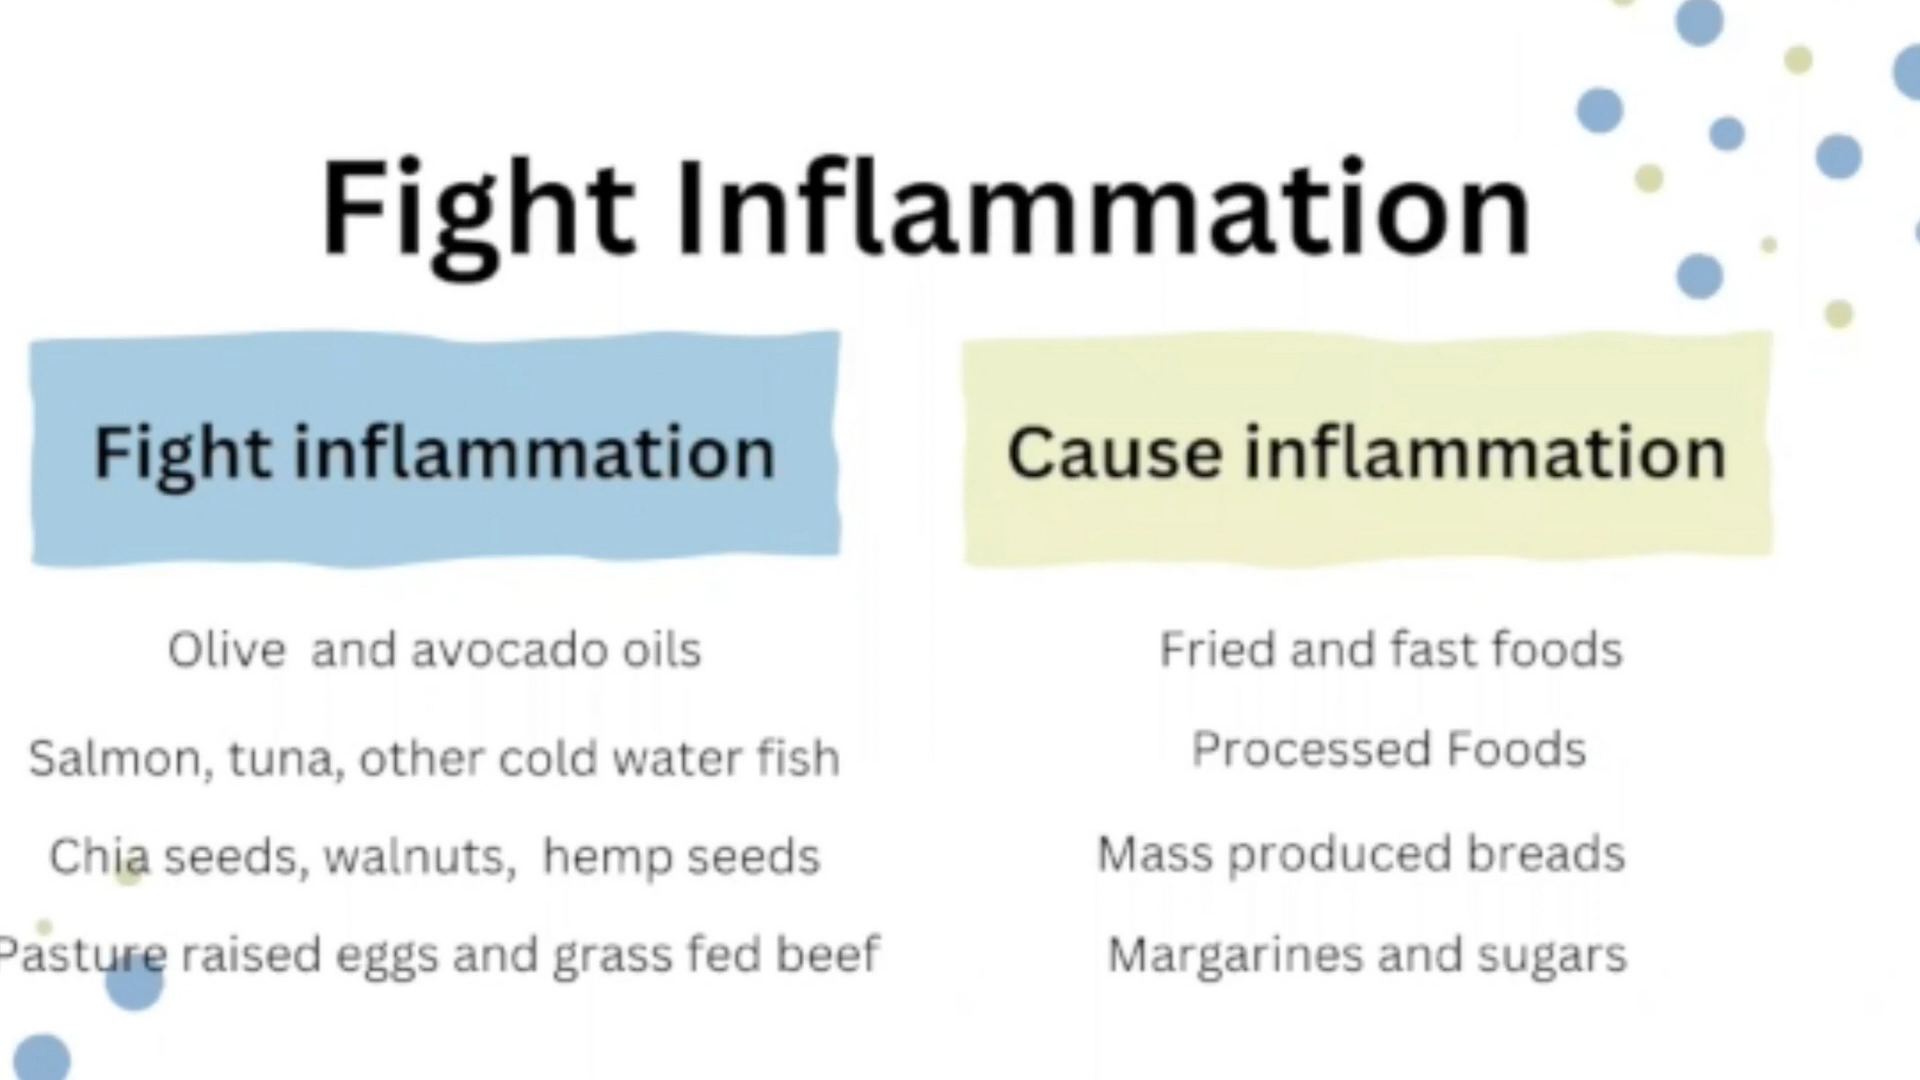 Fight Inflammation
Fight inflammation
Olive and avocado oils
Salmon, tuna, other cold water fish
Chia seeds, walnuts, hemp seeds
Pasture raised eggs and grass fed beef
Cause inflammation
Fried and fast foods
Processed Foods
Mass produced breads
Margarines and sugars